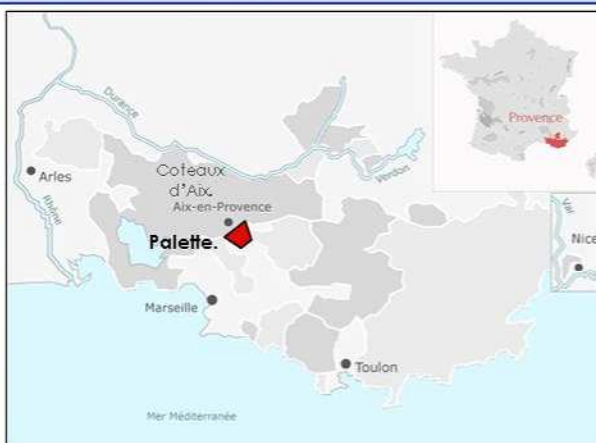 Durance
Provence
Arles
Coteaux
d'Aix.
Verdon
Rhône
Aix-en-Provence
Var
Palette.
Nice
Marseille
Toulon
Mer Méditerranée